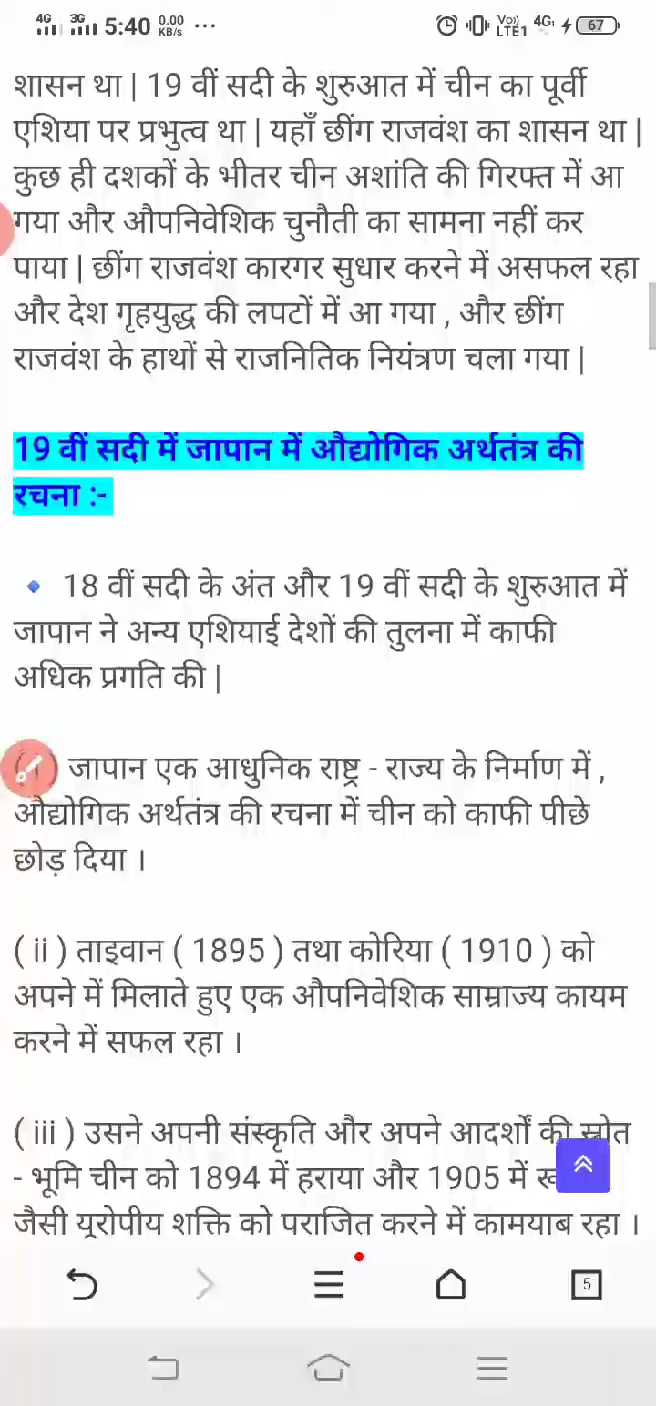 4G 3G 5:40 0.00 KB/s ... Vo)) LTE1 4G 67
शासन था | 19 वीं सदी के शुरुआत में चीन का पूर्वी
एशिया पर प्रभुत्व था | यहाँ छींग राजवंश का शासन था |
कुछ ही दशकों के भीतर चीन अशांति की गिरफ्त में आ
गया और औपनिवेशिक चुनौती का सामना नहीं कर
पाया | छींग राजवंश कारगर सुधार करने में असफल रहा
और देश गृहयुद्ध की लपटों में आ गया , और छींग
राजवंश के हाथों से राजनितिक नियंत्रण चला गया |
19 वीं सदी में जापान में औद्योगिक अर्थतंत्र की
रचना :-
18 वीं सदी के अंत और 19 वीं सदी के शुरुआत में
जापान ने अन्य एशियाई देशों की तुलना में काफी
अधिक प्रगति की |
जापान एक आधुनिक राष्ट्र - राज्य के निर्माण में ,
औद्योगिक अर्थतंत्र की रचना में चीन को काफी पीछे
छोड़ दिया ।
( ii ) ताइवान ( 1895 ) तथा कोरिया ( 1910 ) को
अपने में मिलाते हुए एक औपनिवेशिक साम्राज्य कायम
करने में सफल रहा ।
( iii ) उसने अपनी संस्कृति और अपने आदर्शों की स्रोत
- भूमि चीन को 1894 में हराया और 1905 में
जैसी यूरोपीय शक्ति को पराजित करने में कामयाब रहा ।
5